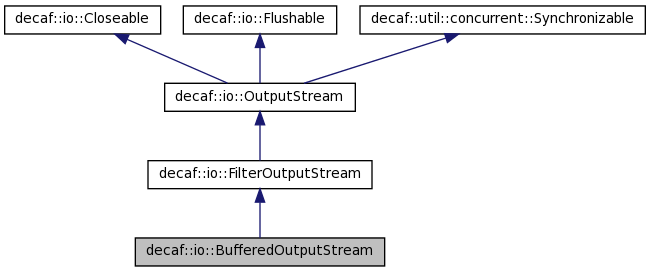 decaf::io::Closeable
decaf::io::Flushable
decaf::util::concurrent::Synchronizable
decaf::io::OutputStream
decaf::io::FilterOutputStream
decaf::io::BufferedOutputStream